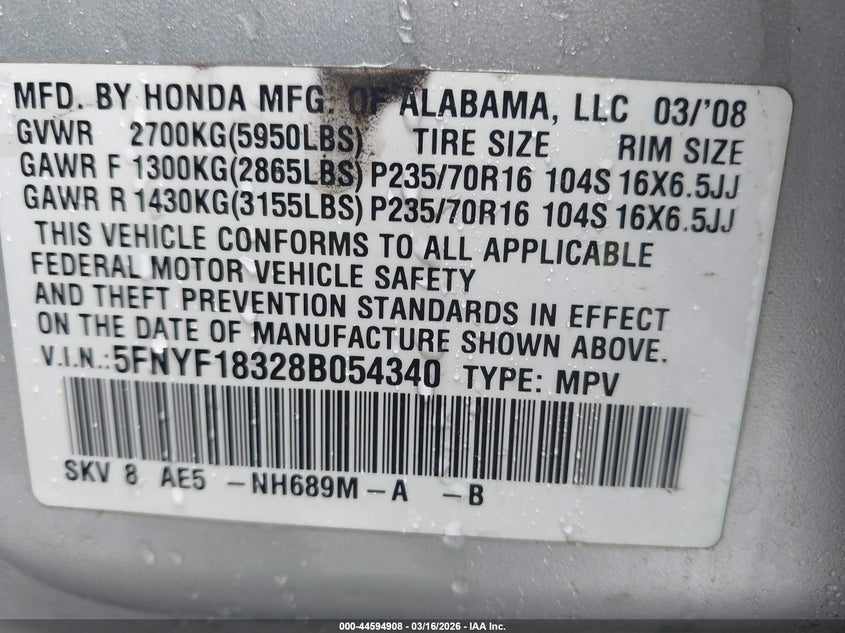 MFD. BY HONDA MFG. OF ALABAMA, LLC 03/'08
GVWR 2700KG(5950LBS) TIRE SIZE RIM SIZE
GAWR F 1300KG(2865LBS) P235/70R16 104S 16X6.5JJ
GAWR R 1430KG(3155LBS) P235/70R16 104S 16X6.5JJ
THIS VEHICLE CONFORMS TO ALL APPLICABLE
FEDERAL MOTOR VEHICLE SAFETY
AND THEFT PREVENTION STANDARDS IN EFFECT
ON THE DATE OF MANUFACTURE SHOWN ABOVE.
V.I.N.:5FNYF18328B054340 TYPE: MPV
SKV 8 AE5 -NH689M-A -B
000-44594908 - 03/16/2026 - IAA Inc.